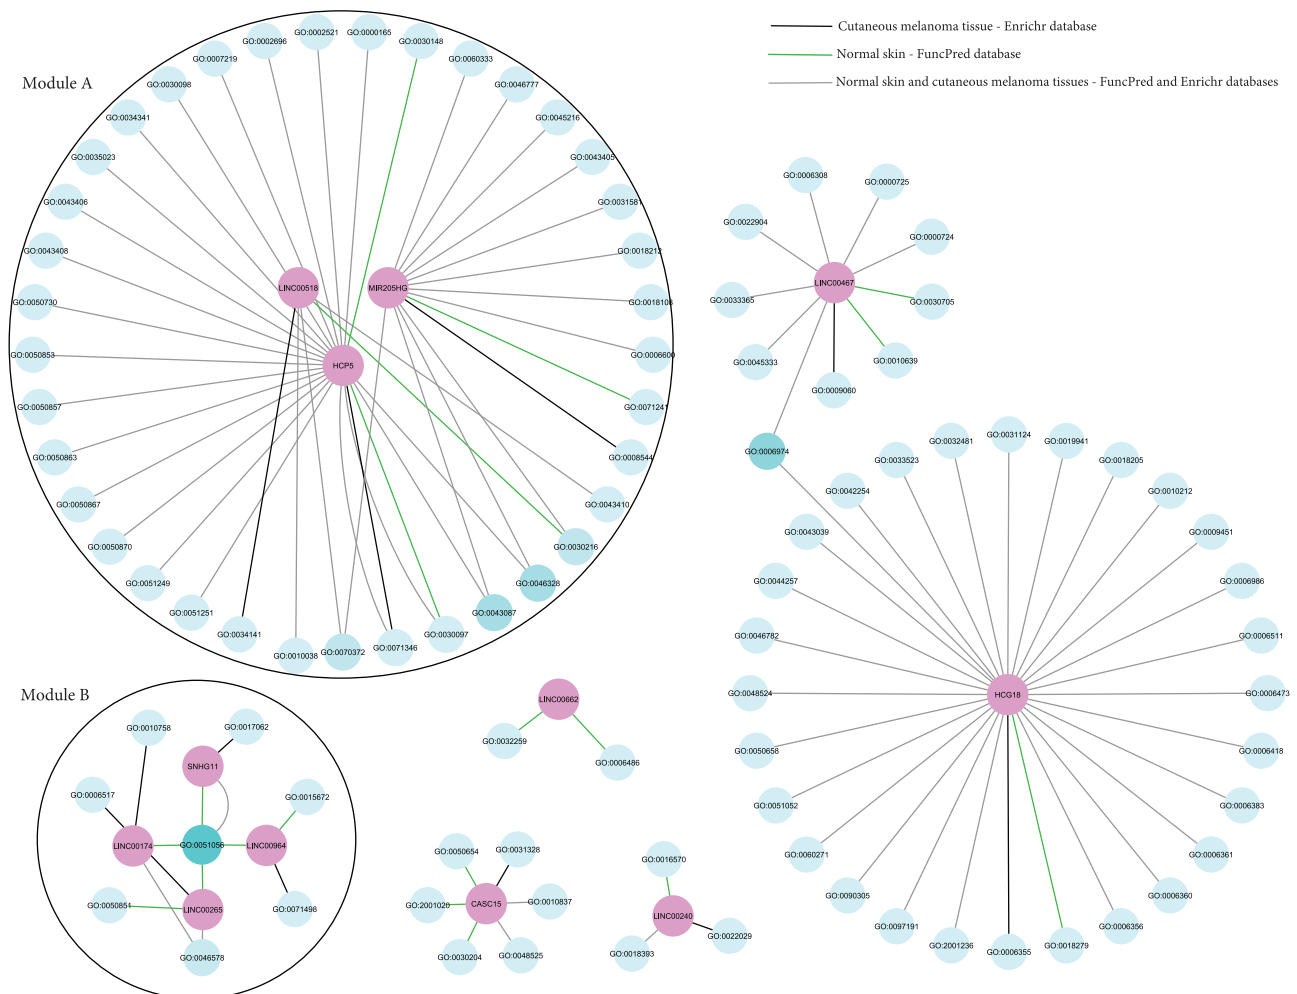 Cutaneous melanoma tissue - Enrichr database
Normal skin - FuncPred database
Normal skin and cutaneous melanoma tissues - FuncPred and Enrichr databases
Module A
GO:0002521
GO:0000165
GO:0002696
GO:0030148
GO:0007219
GO:0060333
GO:0030098
GO:0046777
GO:0034341
GO:0045216
GO:0035023
GO:0043405
GO:0043406
GO:0031581
GO:0043408
GO:0018212
GO:0050730
GO:0018108
GO:0050853
GO:0006600
GO:0050857
GO:0071241
GO:0050863
GO:0008544
GO:0050867
GO:0043410
GO:0050870
GO:0030216
GO:0051249
GO:0046328
GO:0051251
GO:0043087
GO:0034141
GO:0030097
GO:0010038
GO:0070372
GO:0071346
LINC00518
MIR205HG
HCP5
GO:0006308
GO:0000725
GO:0022904
GO:0000724
LINC00467
GO:0033365
GO:0030705
GO:0045333
GO:0010639
GO:0009060
GO:0006974
GO:0031124
GO:0032481
GO:0019941
GO:0033523
GO:0018205
GO:0042254
GO:0010212
GO:0043039
GO:0009451
GO:0044257
GO:0006986
GO:0046782
GO:0006511
GO:0048524
HCG18
GO:0006473
GO:0050658
GO:0006418
GO:0051052
GO:0006383
GO:0060271
GO:0006361
GO:0090305
GO:0006360
GO:0097191
GO:0006356
GO:2001236
GO:0006355
GO:0018279
Module B
GO:0010758
GO:0017062
SNHG11
GO:0006517
GO:0015672
LINC00174
GO:0051056
LINC00964
GO:0050851
LINC00265
GO:0071498
GO:0046578
LINC00662
GO:0032259
GO:0006486
GO:0050654
GO:0031328
GO:2001020
CASC15
GO:0010837
GO:0030204
GO:0048525
GO:0016570
LINC00240
GO:0022029
GO:0018393